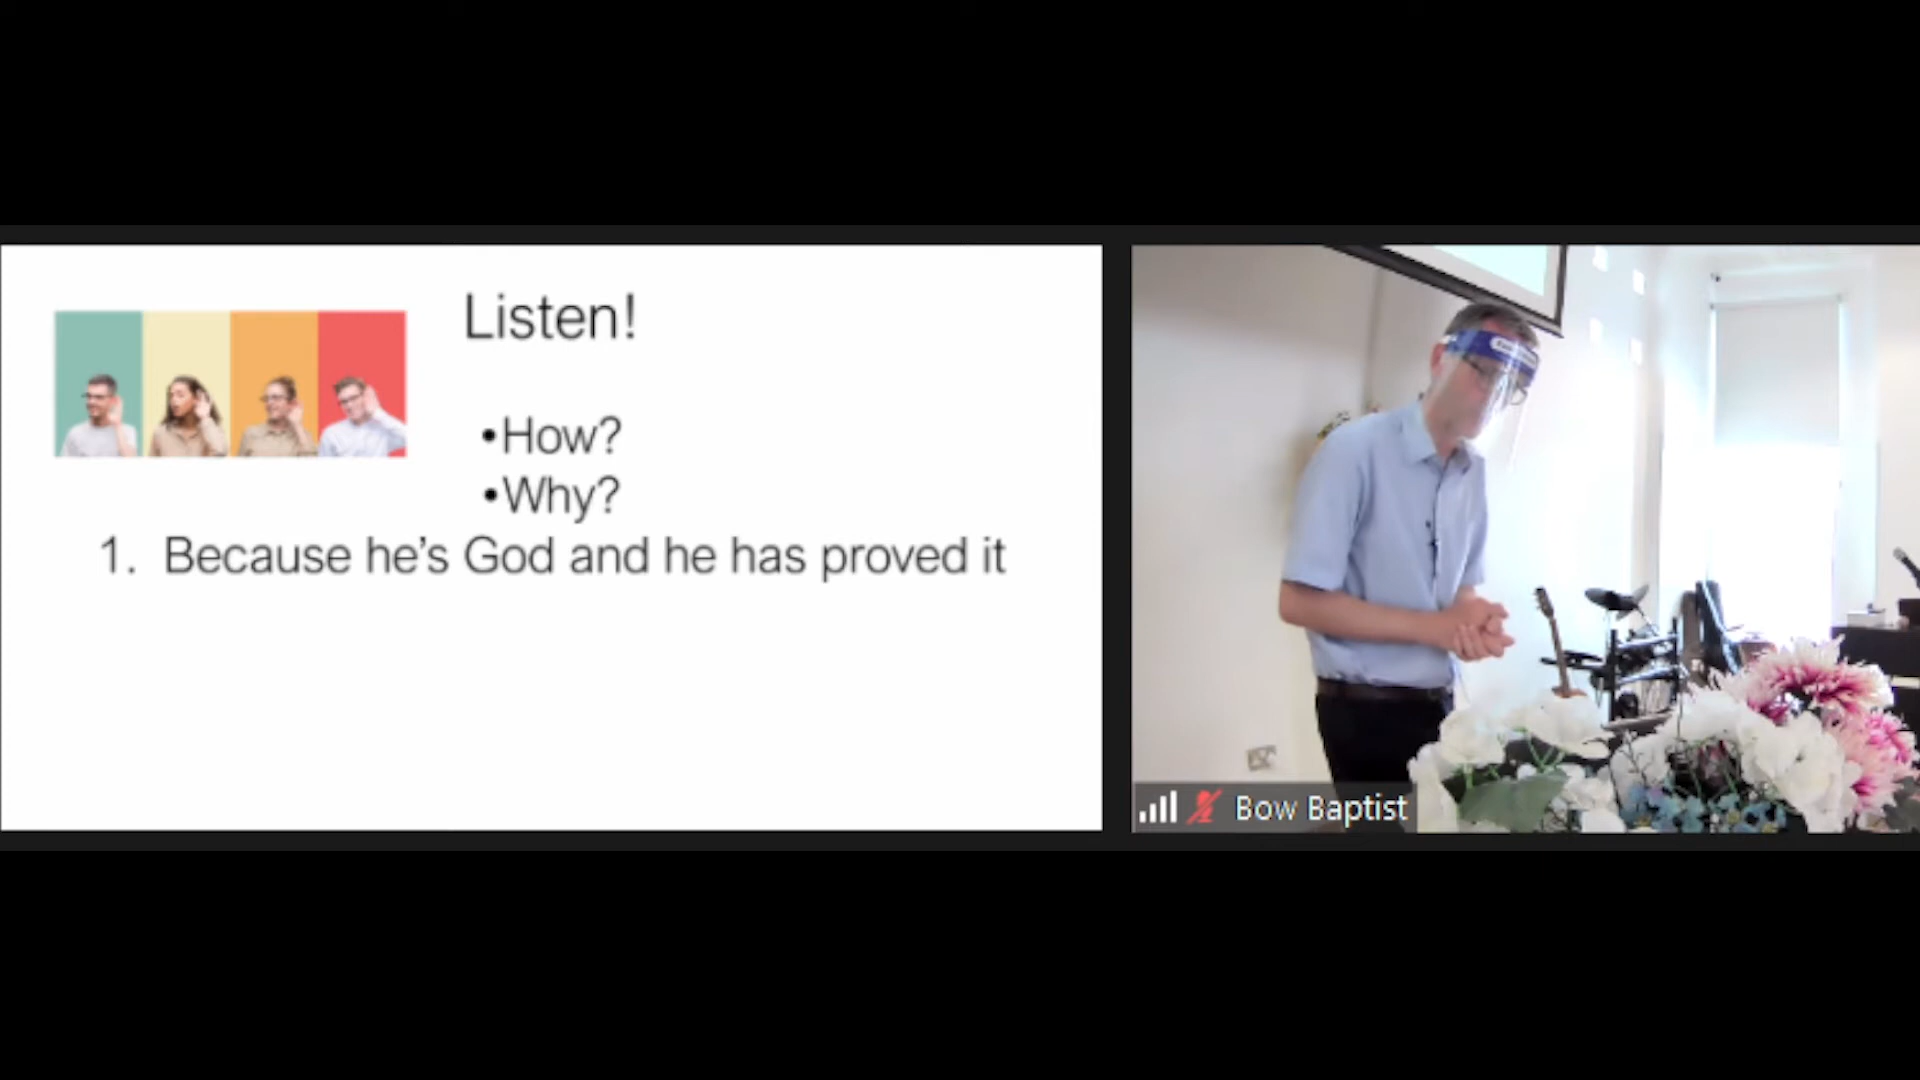 Listen!
•How?
•Why?
1. Because he's God and he has proved it
Bow Baptist